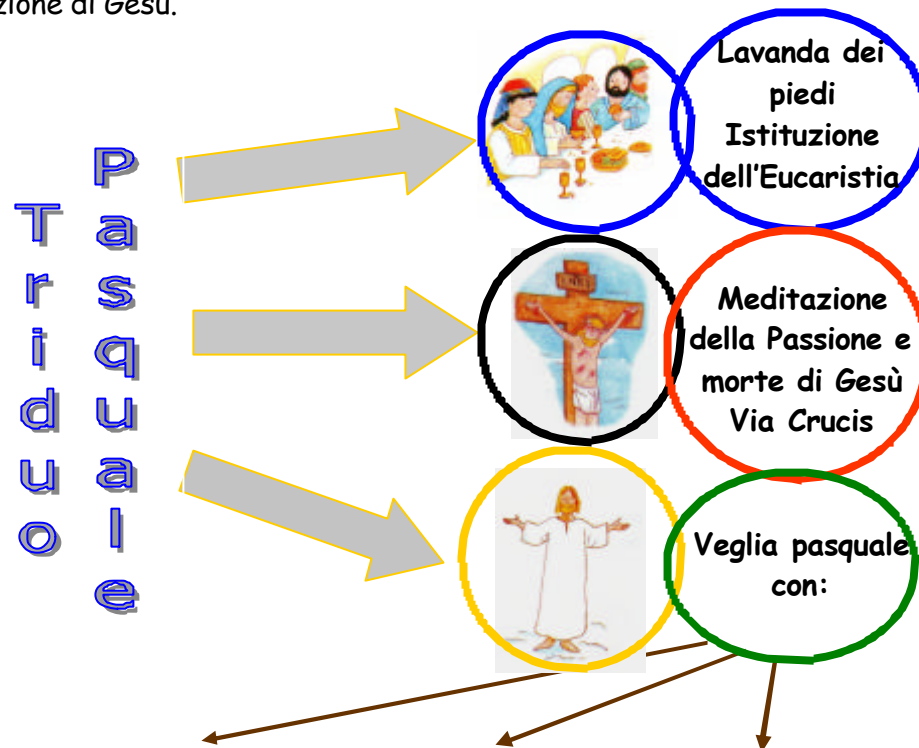 zione di Gesù.
Triduo
Pasquale
Lavanda dei
piedi
Istituzione
dell'Eucaristia
Meditazione
della Passione e
morte di Gesù
Via Crucis
Veglia pasquale
con: